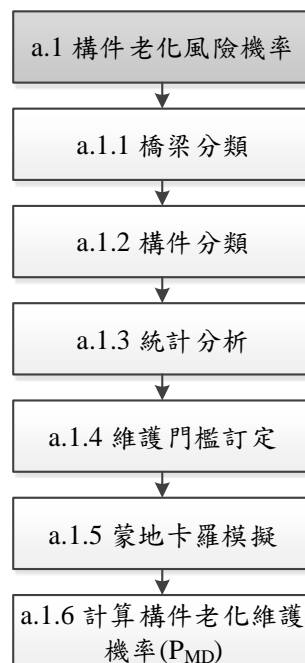 a.1 構件老化風險機率
a.1.1 橋梁分類
a.1.2 構件分類
a.1.3 統計分析
a.1.4 維護門檻訂定
a.1.5 蒙地卡羅模擬
a.1.6 計算構件老化維護
機率(PMD)